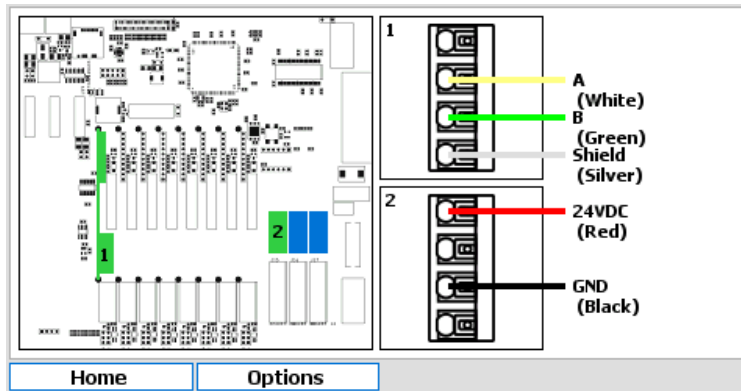 1
A
(White)
B
(Green)
Shield
(Silver)
2
24VDC
(Red)
GND
(Black)
2
1
Home
Options